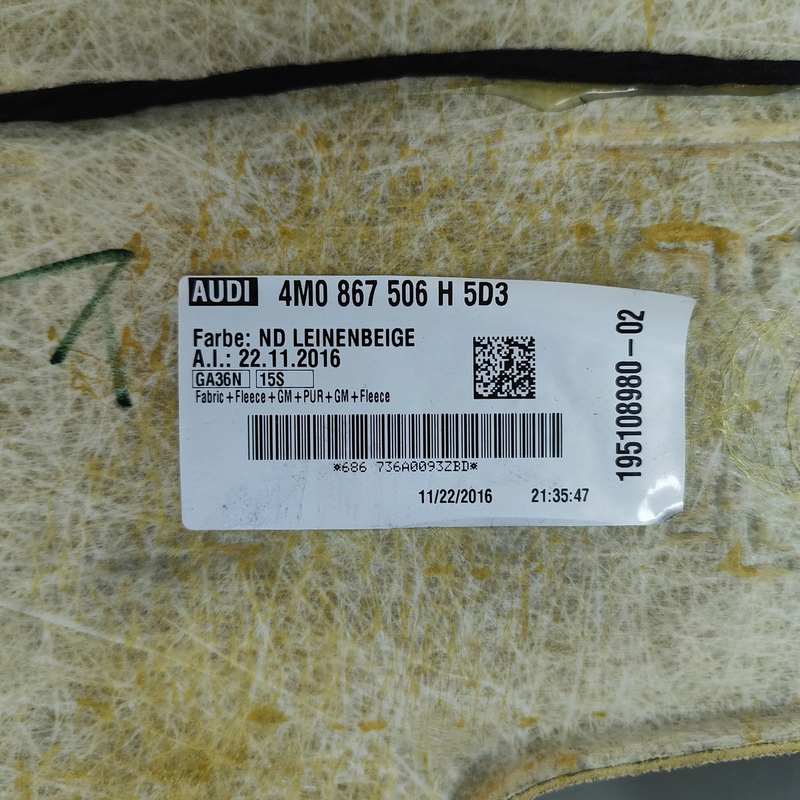 AUDI 4M0 867 506 H 5D3
Farbe: ND LEINENBEIGE
A.I.: 22.11.2016
GA36N 15S
Fabric+Fleece+GM+PUR+GM+Fleece
*686 736A0093ZBD*
11/22/2016 21:35:47
195108980-02